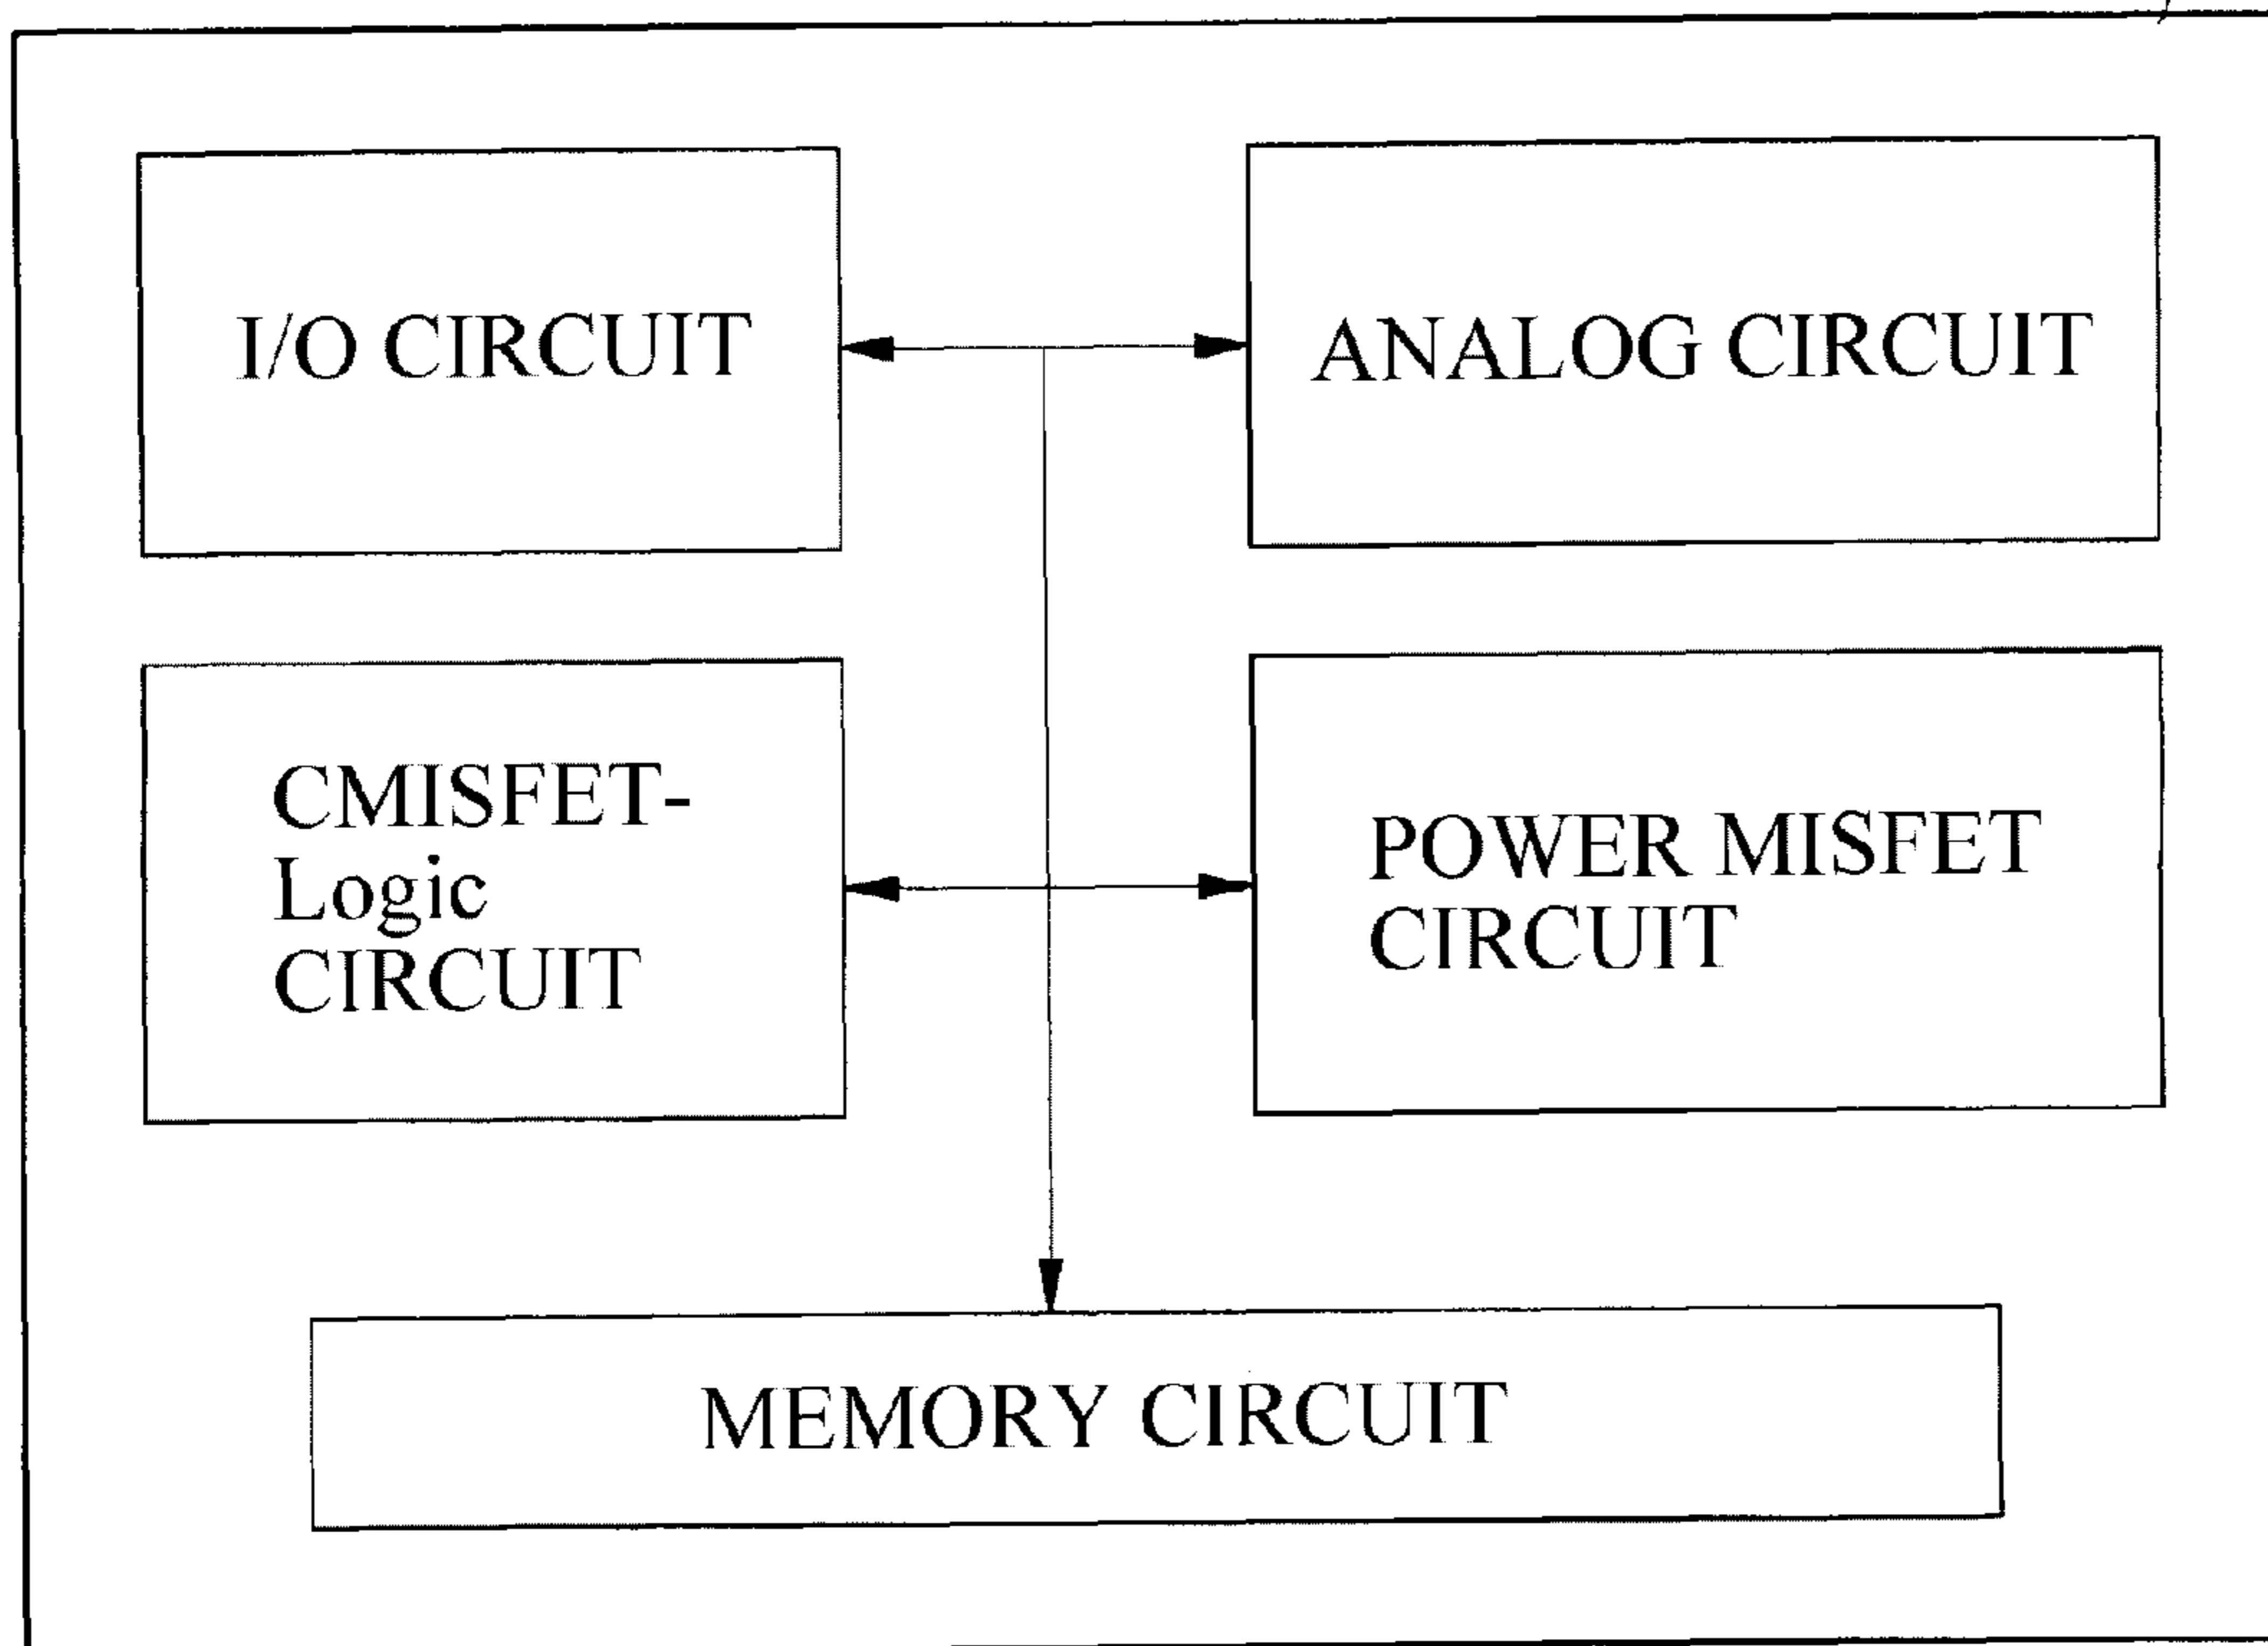 I/O CIRCUIT
ANALOG CIRCUIT
CMISFET-
Logic
CIRCUIT
POWER MISFET
CIRCUIT
MEMORY CIRCUIT